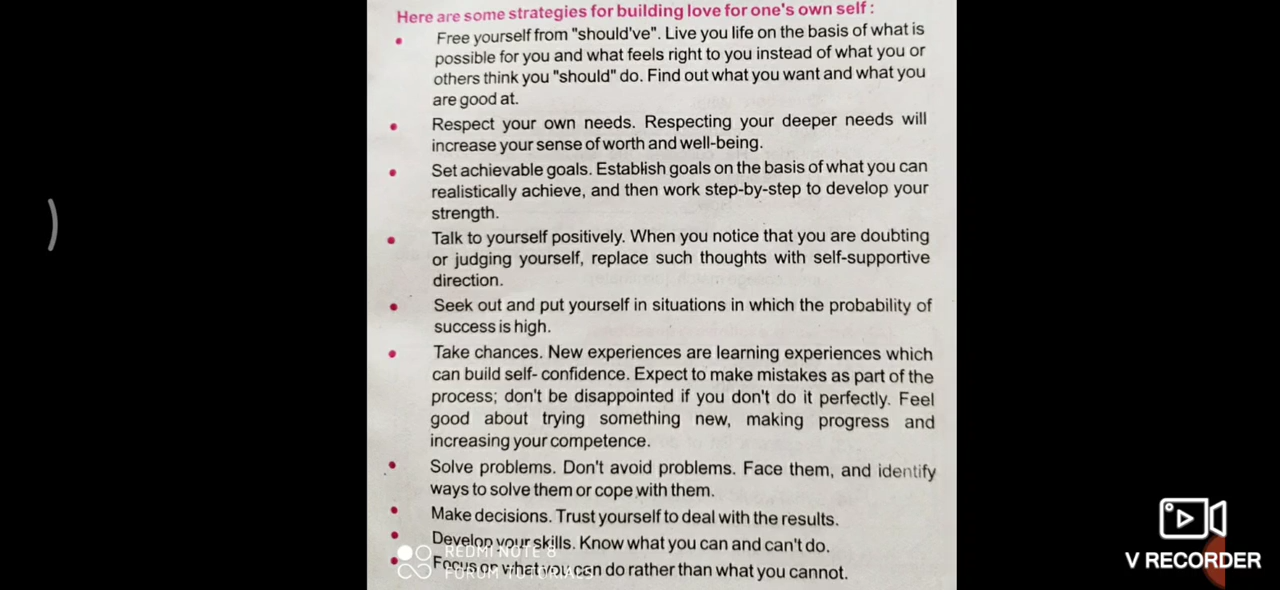 Here are some strategies for building love for one's own self :
• Free yourself from "should've". Live you life on the basis of what is
possible for you and what feels right to you instead of what you or
others think you "should" do. Find out what you want and what you
are good at.
• Respect your own needs. Respecting your deeper needs will
increase your sense of worth and well-being.
• Set achievable goals. Establish goals on the basis of what you can
realistically achieve, and then work step-by-step to develop your
strength.
• Talk to yourself positively. When you notice that you are doubting
or judging yourself, replace such thoughts with self-supportive
direction.
• Seek out and put yourself in situations in which the probability of
success is high.
• Take chances. New experiences are learning experiences which
can build self- confidence. Expect to make mistakes as part of the
process; don't be disappointed if you don't do it perfectly. Feel
good about trying something new, making progress and
increasing your competence.
• Solve problems. Don't avoid problems. Face them, and identify
ways to solve them or cope with them.
• Make decisions. Trust yourself to deal with the results.
• Develop your skills. Know what you can and can't do.
• Focus on what you can do rather than what you cannot.
REDMI NOTE 8
FORUM TUTORIALS
V RECORDER